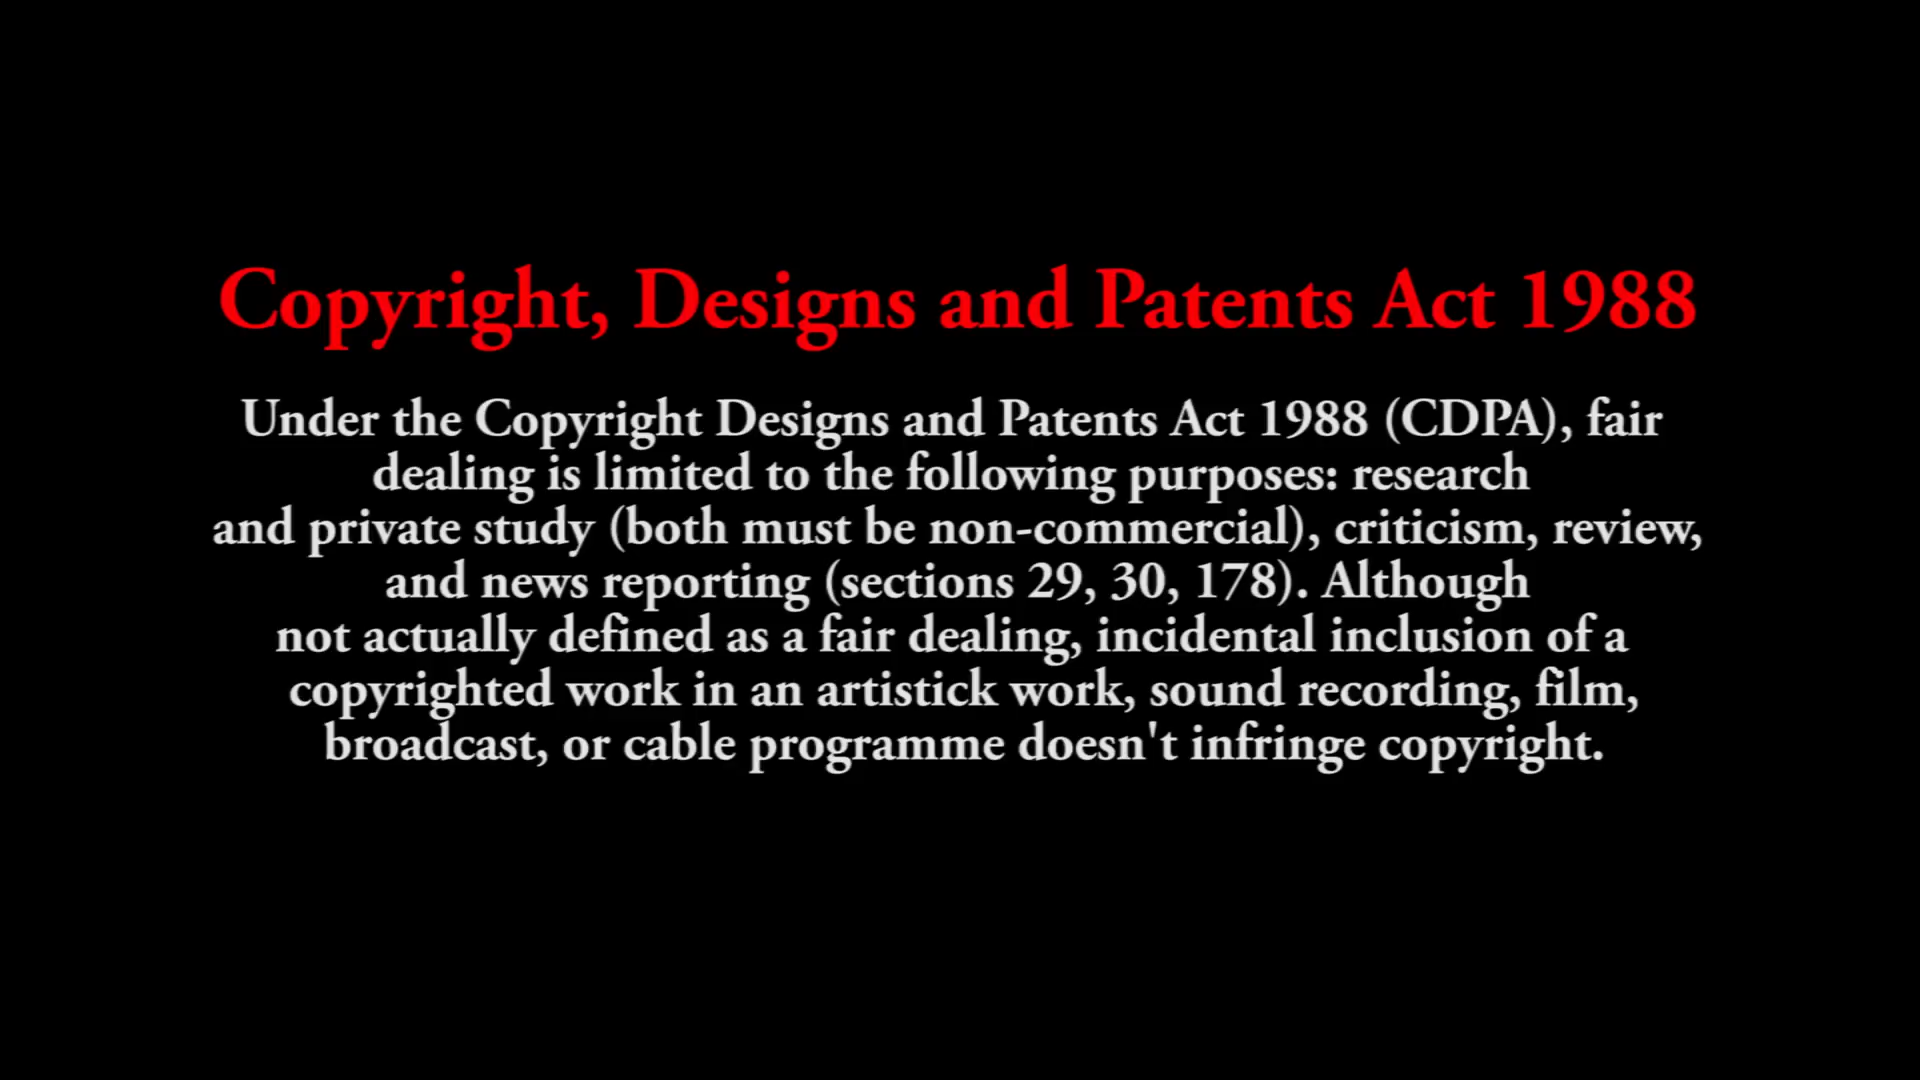 Copyright, Designs and Patents Act 1988
Under the Copyright Designs and Patents Act 1988 (CDPA), fair
dealing is limited to the following purposes: research
and private study (both must be non-commercial), criticism, review,
and news reporting (sections 29, 30, 178). Although
not actually defined as a fair dealing, incidental inclusion of a
copyrighted work in an artistick work, sound recording, film,
broadcast, or cable programme doesn't infringe copyright.